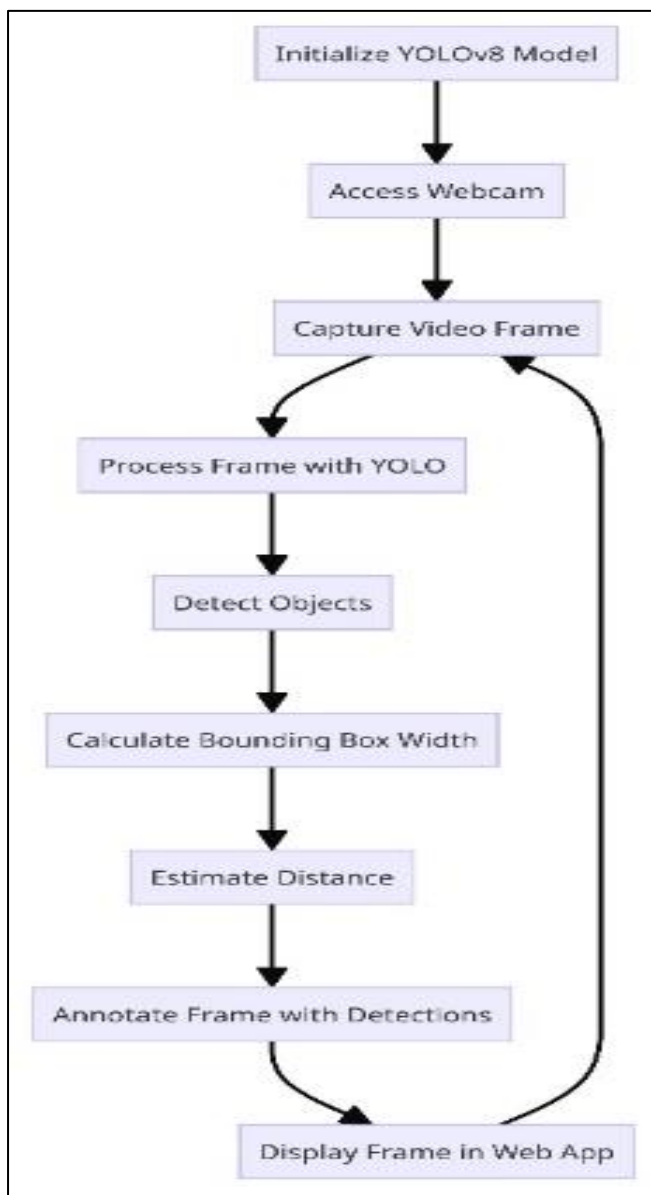 Initialize YOLOv8 Model
Access Webcam
Capture Video Frame
Process Frame with YOLO
Detect Objects
Calculate Bounding Box Width
Estimate Distance
Annotate Frame with Detections
Display Frame in Web App